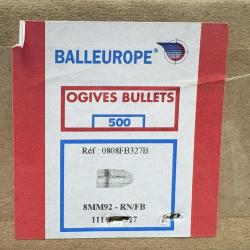 BALLEUROPE®
OGIVES BULLETS
500
Réf : 0808FB327B
8MM92 - RN/FB